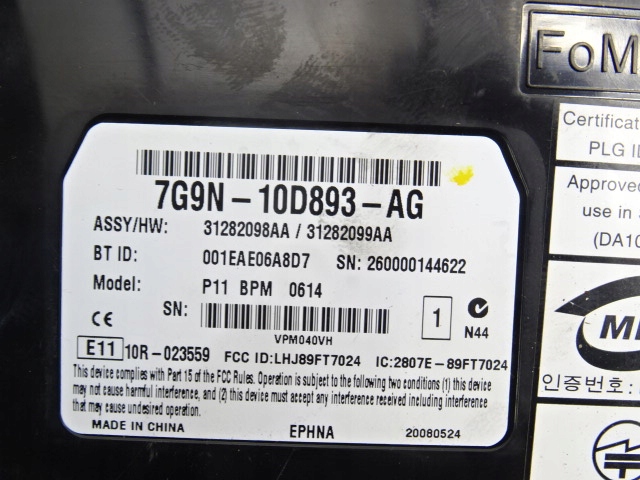 FoM
7G9N-10D893-AG
ASSY/HW: 31282098AA / 31282099AA
BT ID: 001EAE06A8D7 SN: 260000144622
Model: P11 BPM 0614
SN:
VPM040VH
1
N44
CE
E11 10R-023559 FCC ID:LHJ89FT7024 IC:2807E-89FT7024
This device complies with Part 15 of the FCC Rules. Operation is subject to the following two conditions (1) this device
may not cause harmful interference, and (2) this device must accept any interference received including interference
that may cause undesired operation.
MADE IN CHINA EPHNA 20080524
Certificat
PLG
Approved
use in
(DA10
인증번호: